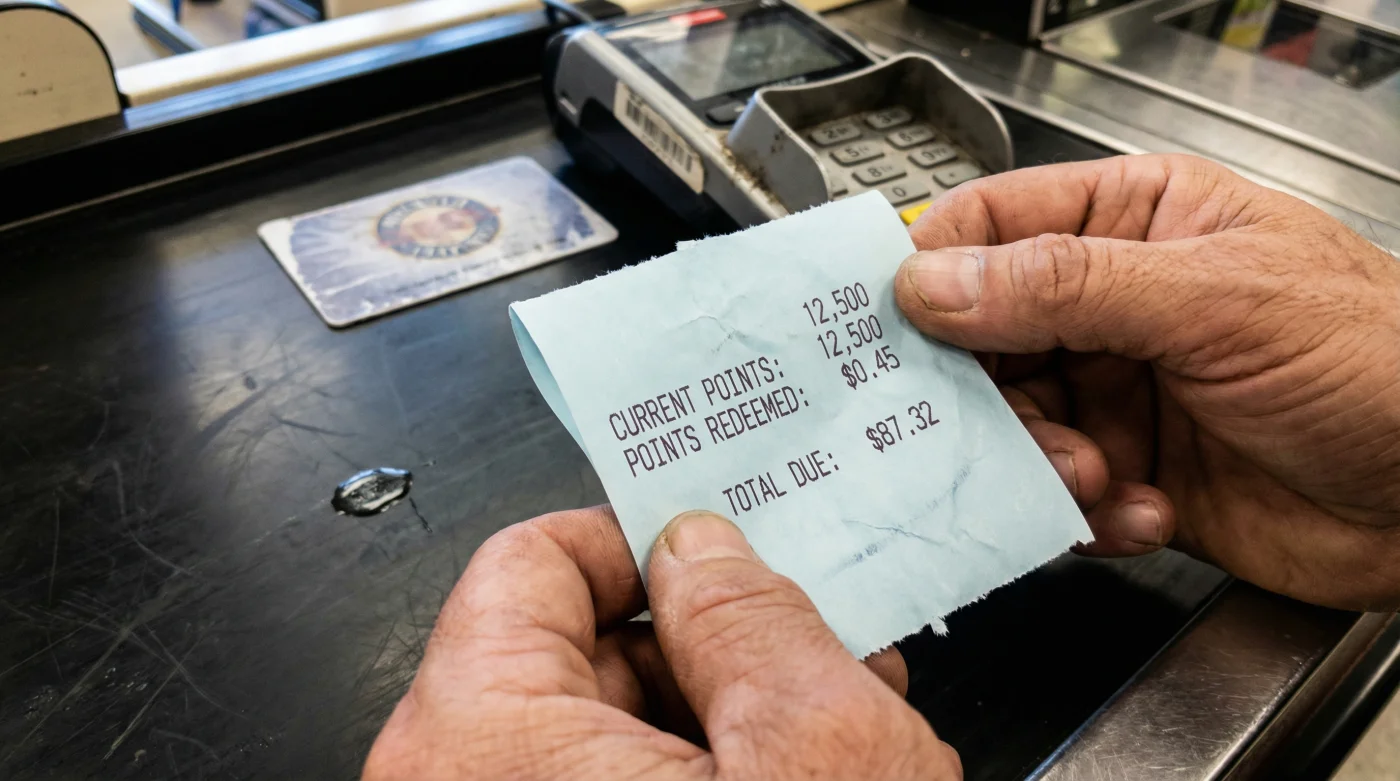 12,500
CURRENT POINTS: 12,500
POINTS REDEEMED: $0.45
TOTAL DUE: $87.32